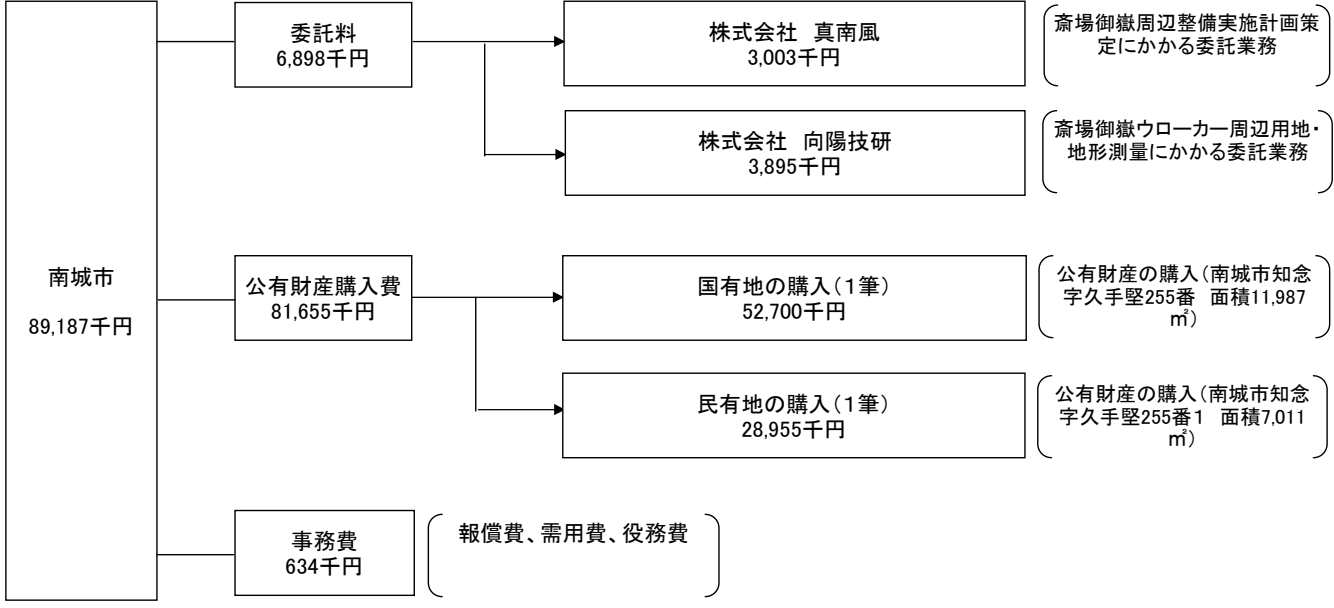 南城市
89,187千円
委託料
6,898千円
株式会社　真南風
3,003千円
斎場御嶽周辺整備実施計画策
定にかかる委託業務
株式会社　向陽技研
3,895千円
斎場御嶽ウローカー周辺用地・
地形測量にかかる委託業務
公有財産購入費
81,655千円
国有地の購入（1筆）
52,700千円
公有財産の購入（南城市知念
字久手堅255番　面積11,987
㎡）
民有地の購入（1筆）
28,955千円
公有財産の購入（南城市知念
字久手堅255番1　面積7,011
㎡）
事務費
634千円
報償費、需用費、役務費